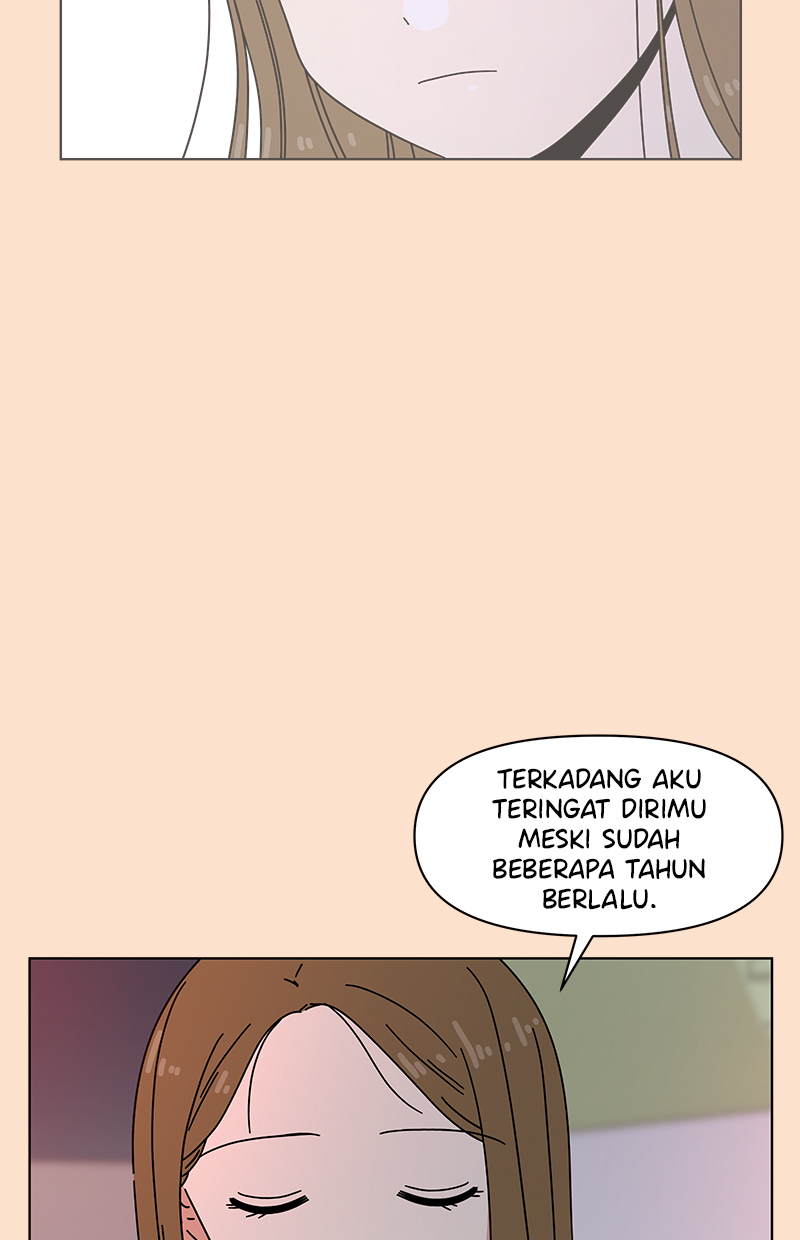 TERKADANG AKU
TERINGAT DIRIMU
MESKI SUDAH
BEBERAPA TAHUN
BERLALU.